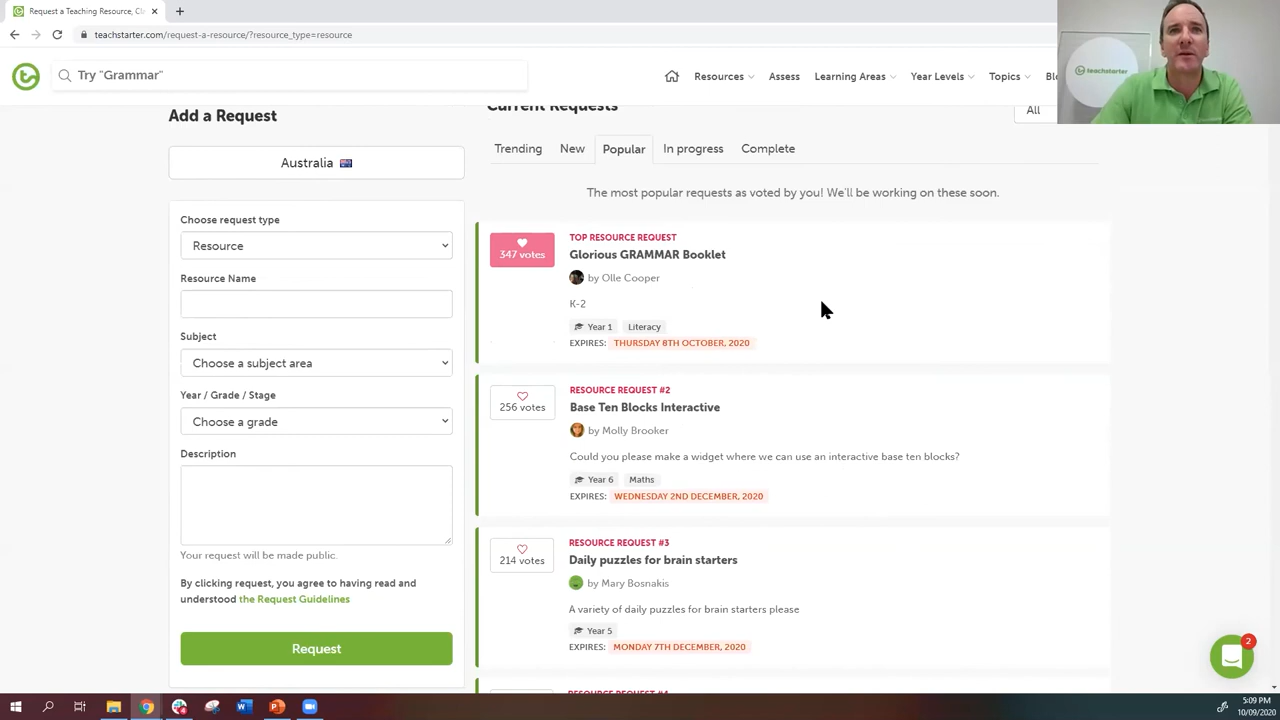 Request a Teaching Resource, Cl
teachstarter.com/request-a-resource/?resource_type=resource
Try "Grammar"
Resources
Assess
Learning Areas
Year Levels
Topics
teachstarter
Add a Request
Australia
Choose request type
Resource
Resource Name
Subject
Choose a subject area
Year / Grade / Stage
Choose a grade
Description
Your request will be made public.
By clicking request, you agree to having read and
understood the Request Guidelines
Request
Current Requests
All
Trending
New
Popular
In progress
Complete
The most popular requests as voted by you! We'll be working on these soon.
347 votes
TOP RESOURCE REQUEST
Glorious GRAMMAR Booklet
by Olle Cooper
K-2
Year 1 Literacy
EXPIRES: THURSDAY 8TH OCTOBER, 2020
256 votes
RESOURCE REQUEST #2
Base Ten Blocks Interactive
by Molly Brooker
Could you please make a widget where we can use an interactive base ten blocks?
Year 6 Maths
EXPIRES: WEDNESDAY 2ND DECEMBER, 2020
214 votes
RESOURCE REQUEST #3
Daily puzzles for brain starters
by Mary Bosnakis
A variety of daily puzzles for brain starters please
Year 5
EXPIRES: MONDAY 7TH DECEMBER, 2020
RESOURCE REQUEST #4
2
5:09 PM
10/09/2020